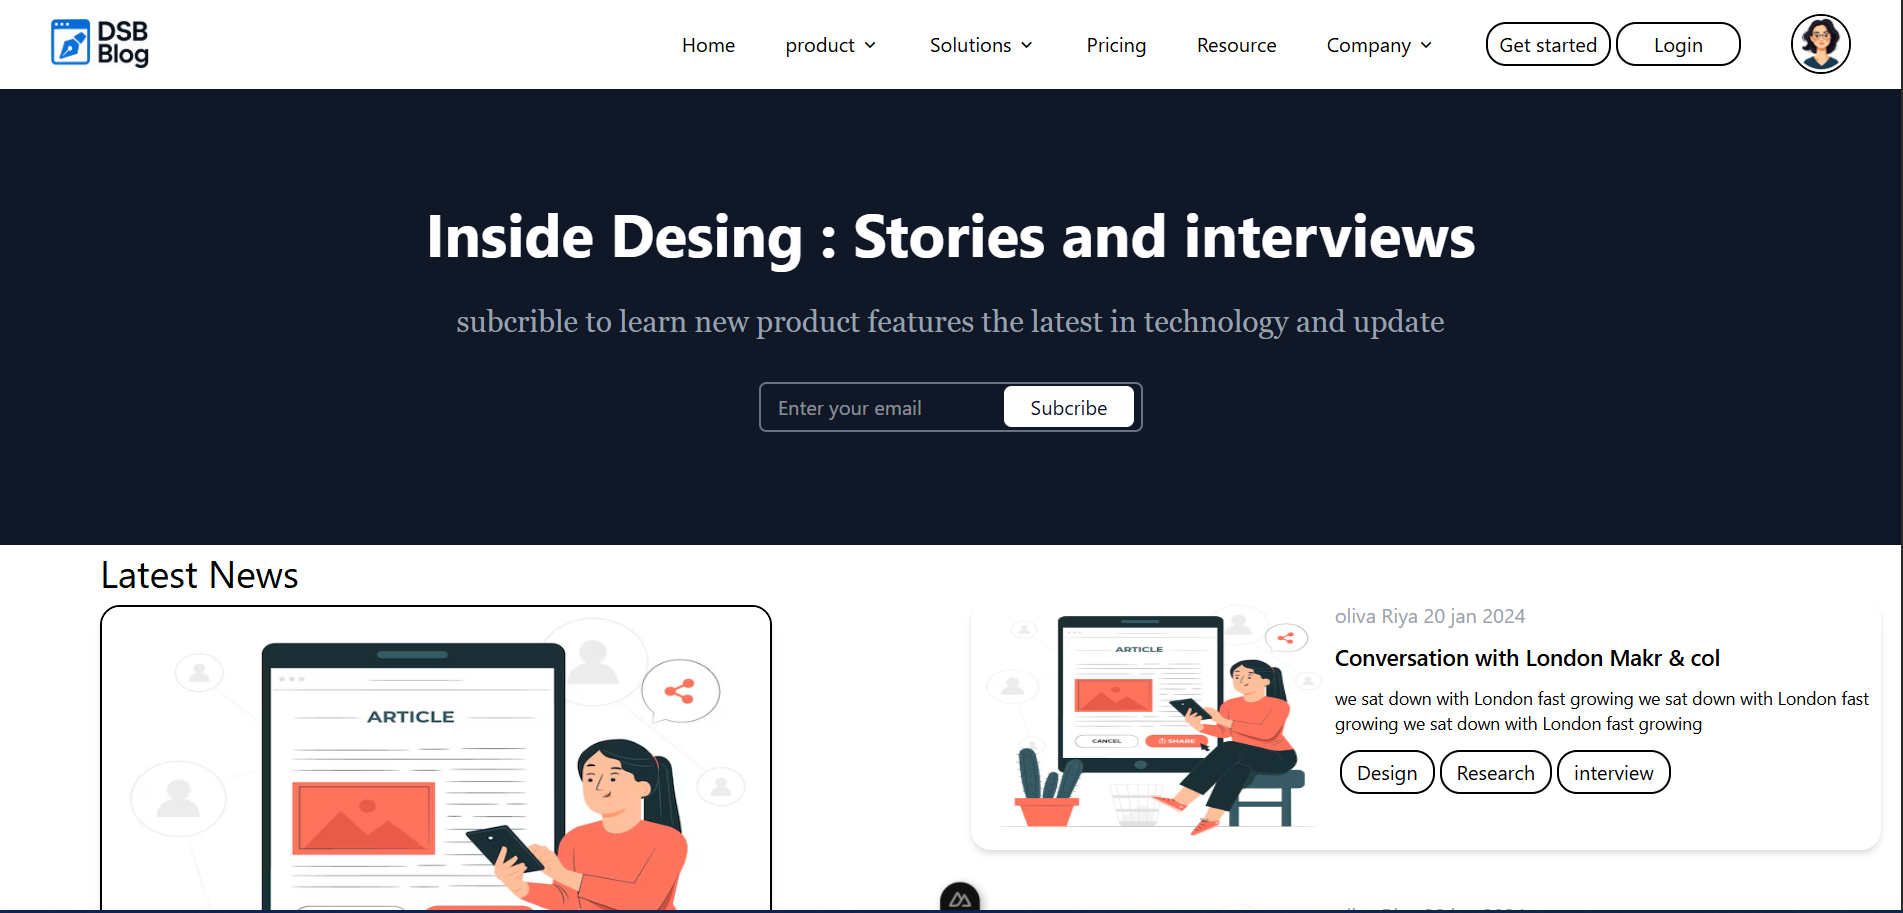 DSB
Blog
Home product Solutions Pricing Resource Company Get started Login
Inside Desing : Stories and interviews
subcrible to learn new product features the latest in technology and update
Enter your email Subcribe
Latest News
ARTICLE
ARTICLE
CANCEL SHARE
oliva Riya 20 jan 2024
Conversation with London Makr & col
we sat down with London fast growing we sat down with London fast
growing we sat down with London fast growing
Design Research interview